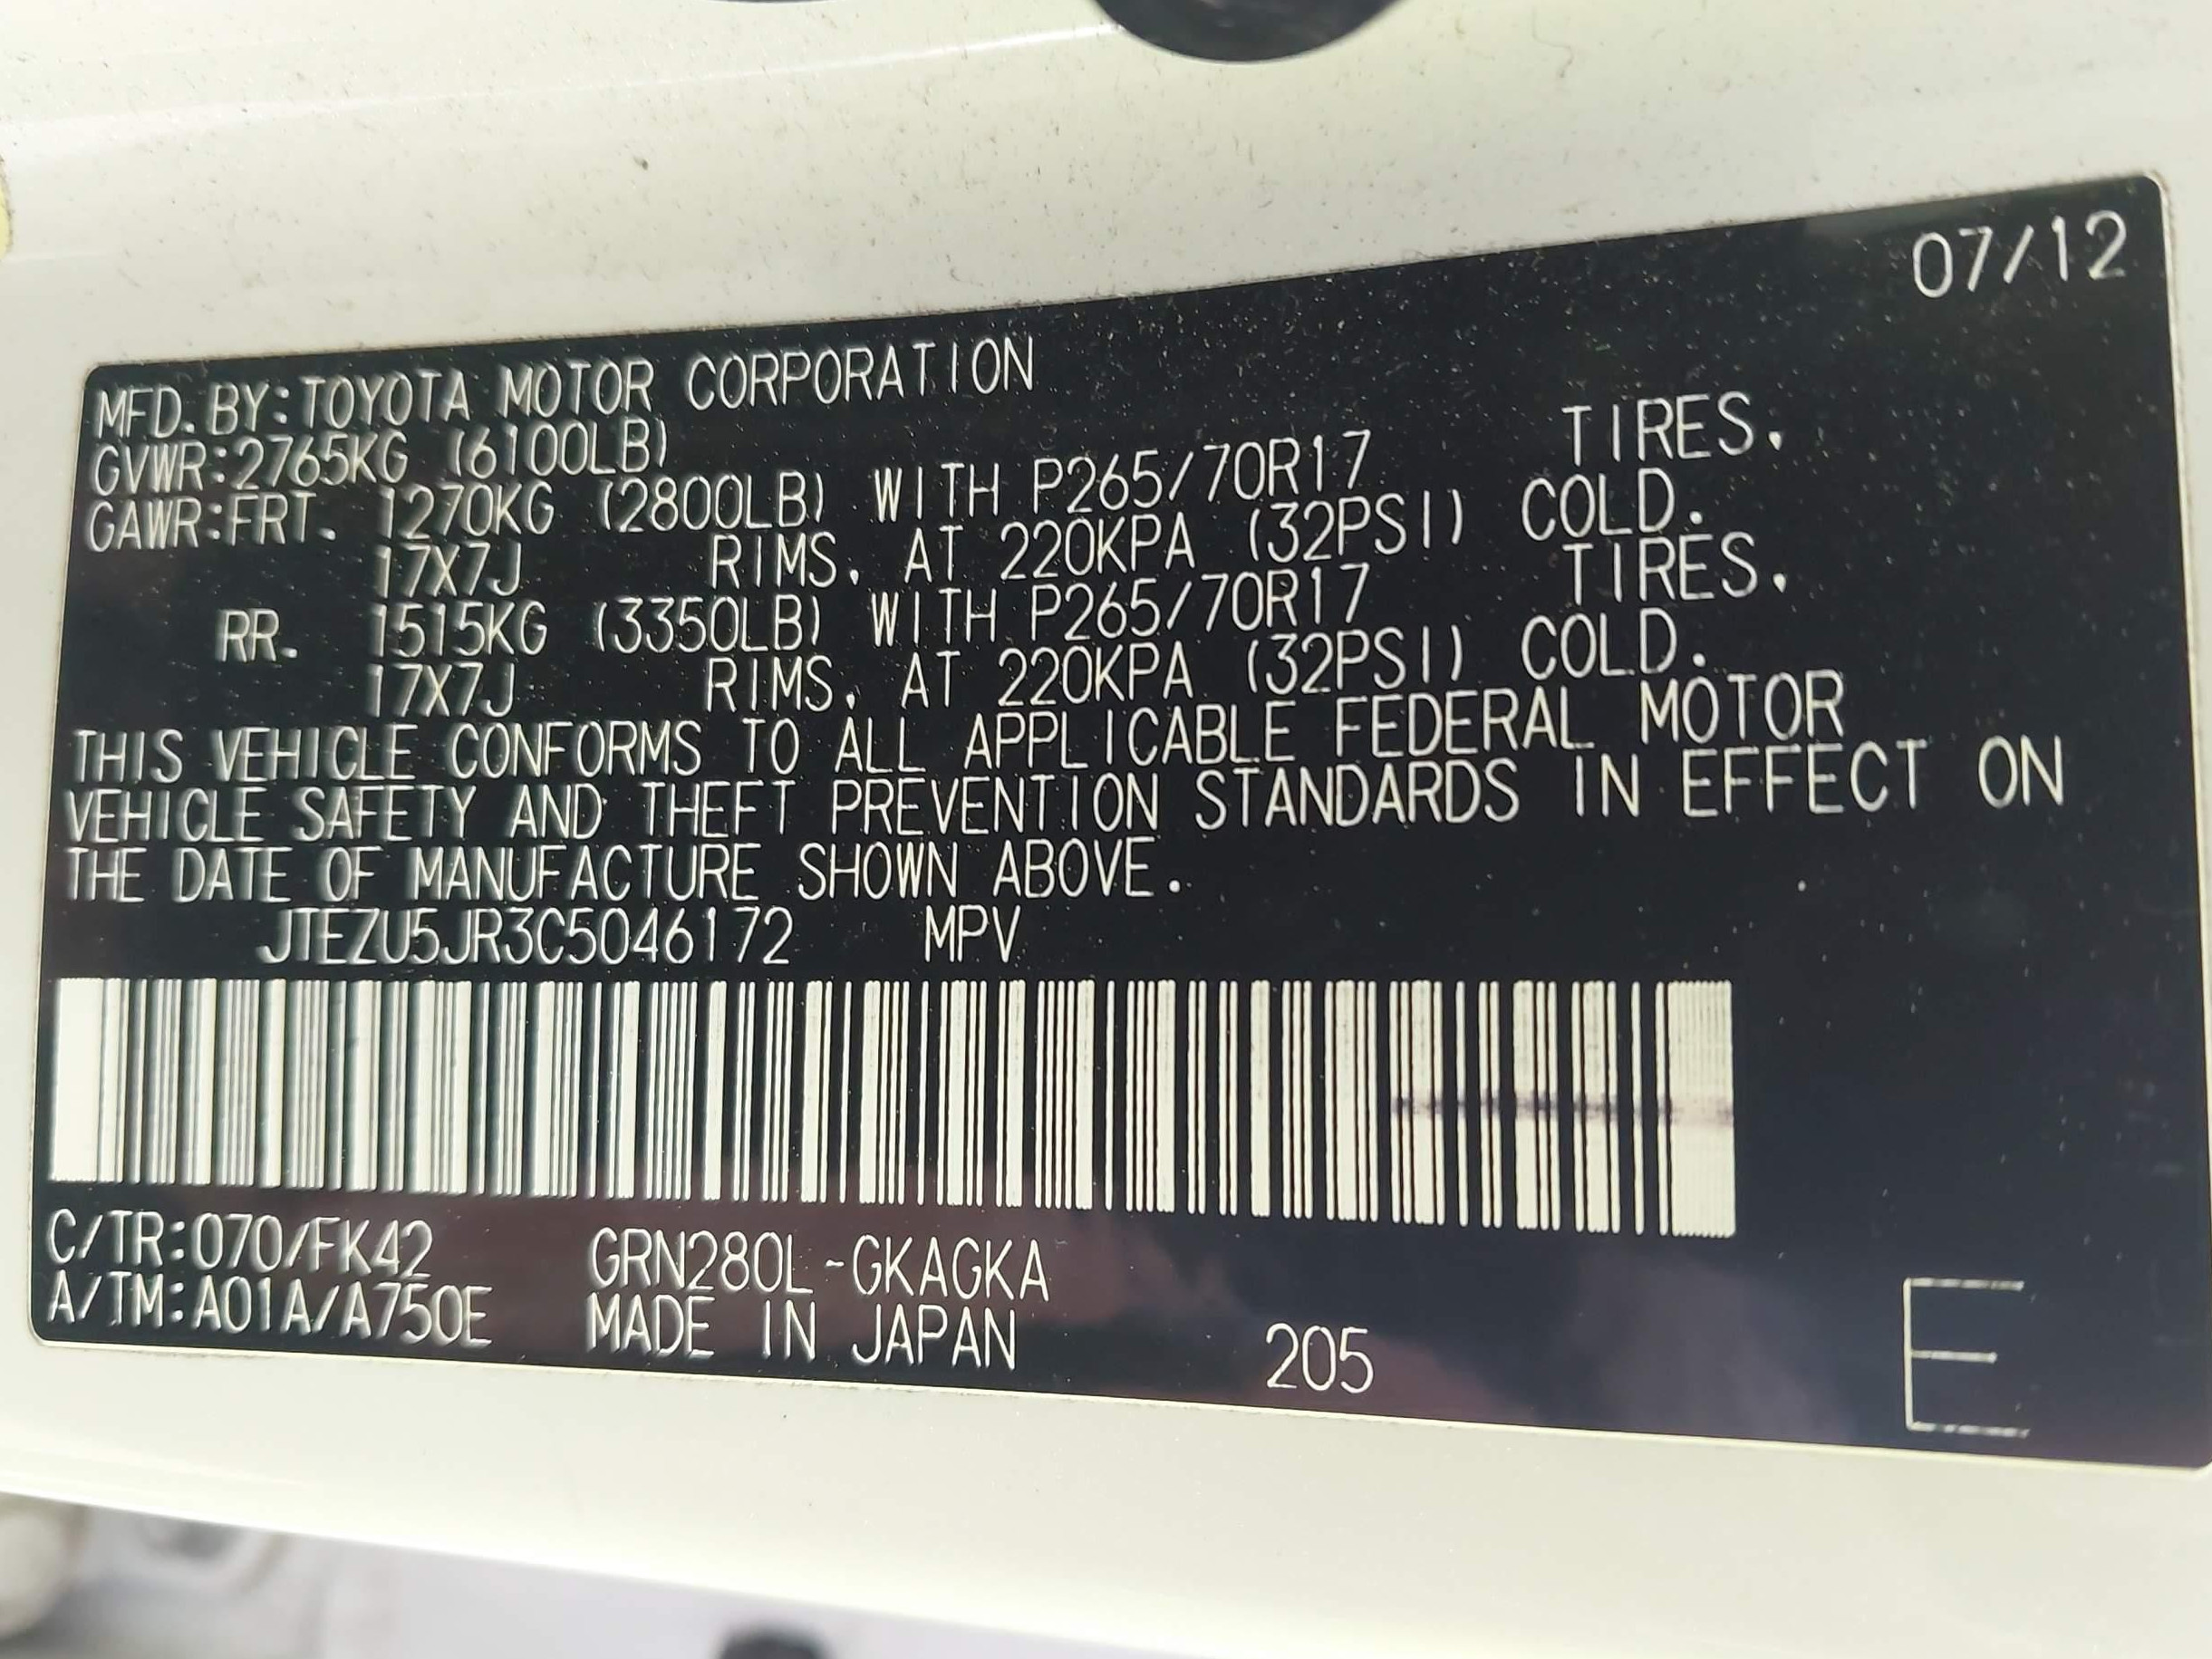 07/12
MFD. BY:TOYOTA MOTOR CORPORATION
GVWR:2765KG (6100LB)
GAWR:FRT. 1270KG (2800LB) WITH P265/70R17 TIRES.
17X7J RIMS. AT 220KPA (32PSI) COLD.
RR. 1515KG (3350LB) WITH P265/70R17 TIRES.
17X7J RIMS. AT 220KPA (32PSI) COLD.
THIS VEHICLE CONFORMS TO ALL APPLICABLE FEDERAL MOTOR
VEHICLE SAFETY AND THEFT PREVENTION STANDARDS IN EFFECT ON
THE DATE OF MANUFACTURE SHOWN ABOVE.
JTEZU5JR3C5046172 MPV
C/TR:070/FK42 GRN280L-GKAGKA
A/TM:A01A/A750E MADE IN JAPAN 205
E